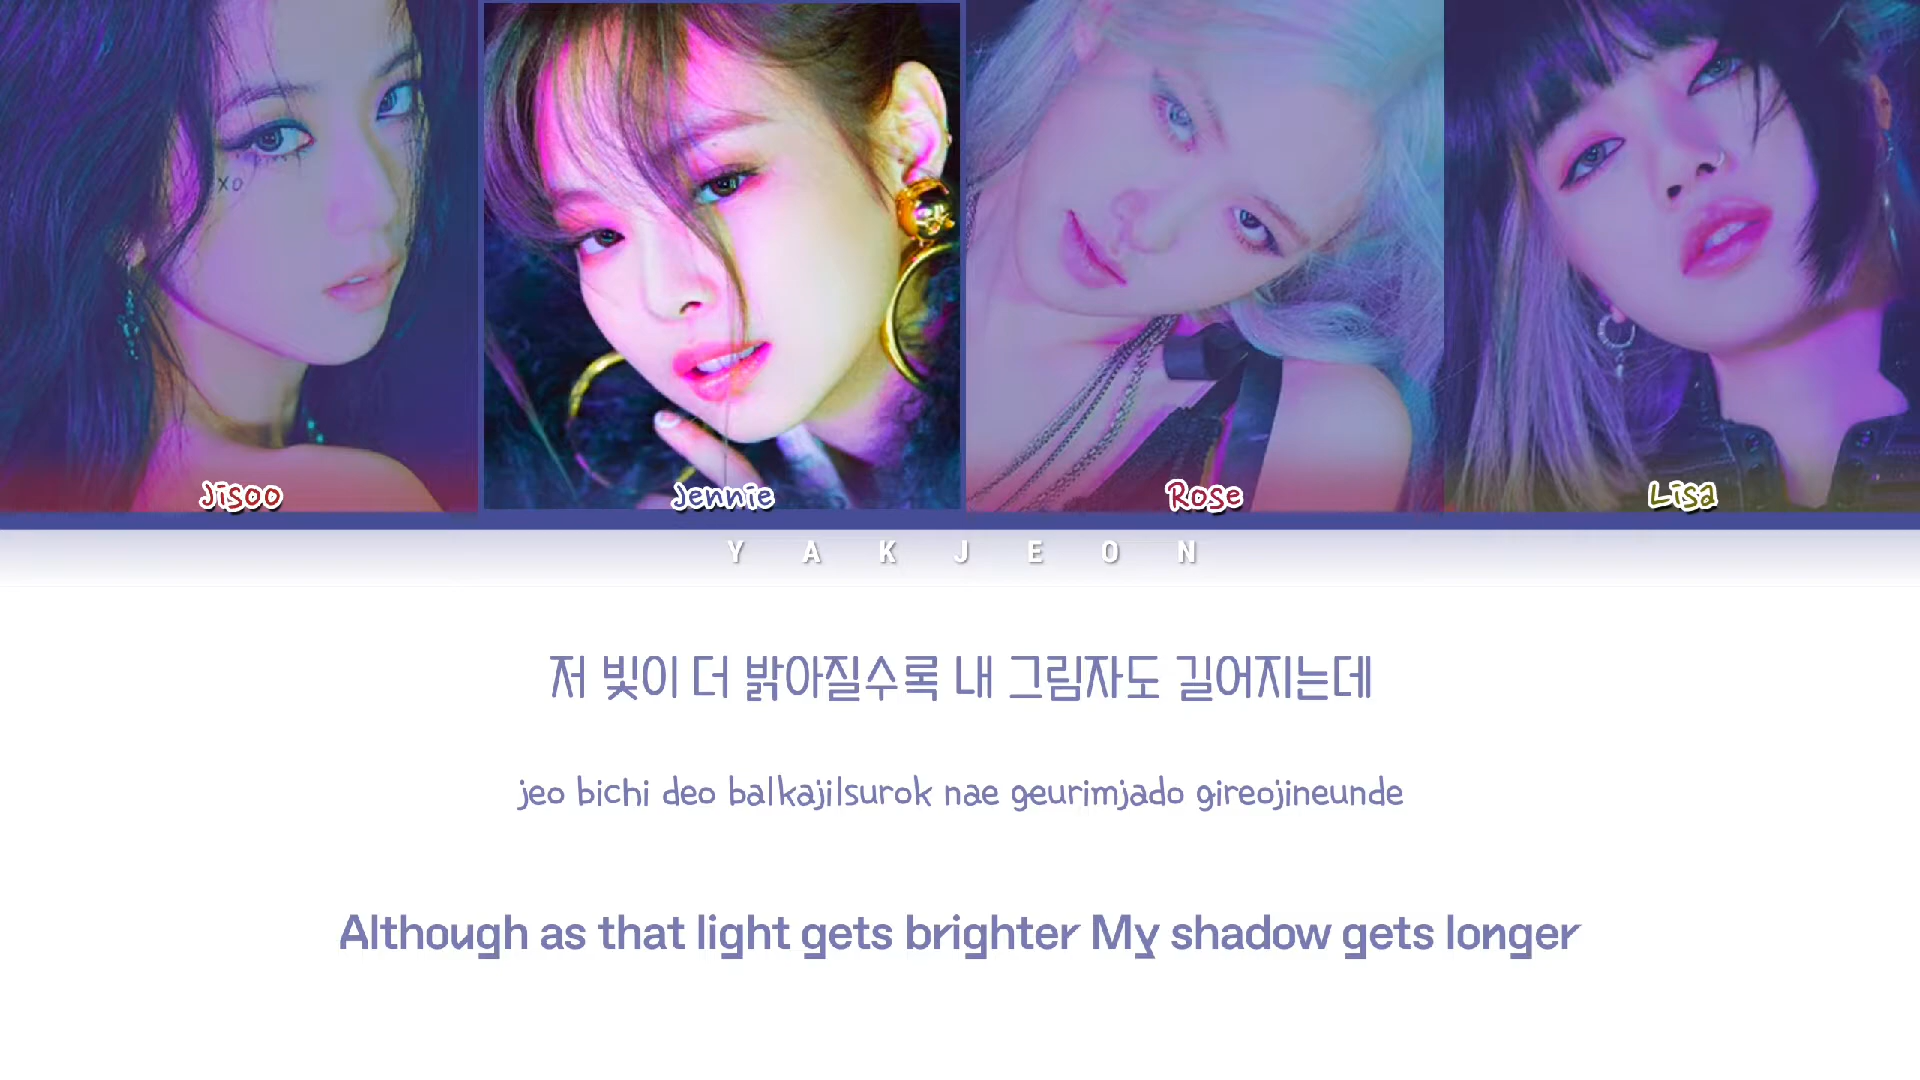 XO
Jisoo
Jennie
Rose
Lisa
YAKJEON
저 빛이 더 밝아질수록 내 그림자도 길어지는데
jeo bichi deo balkajilsurok nae geurimjado gireojineunde
Although as that light gets brighter My shadow gets longer